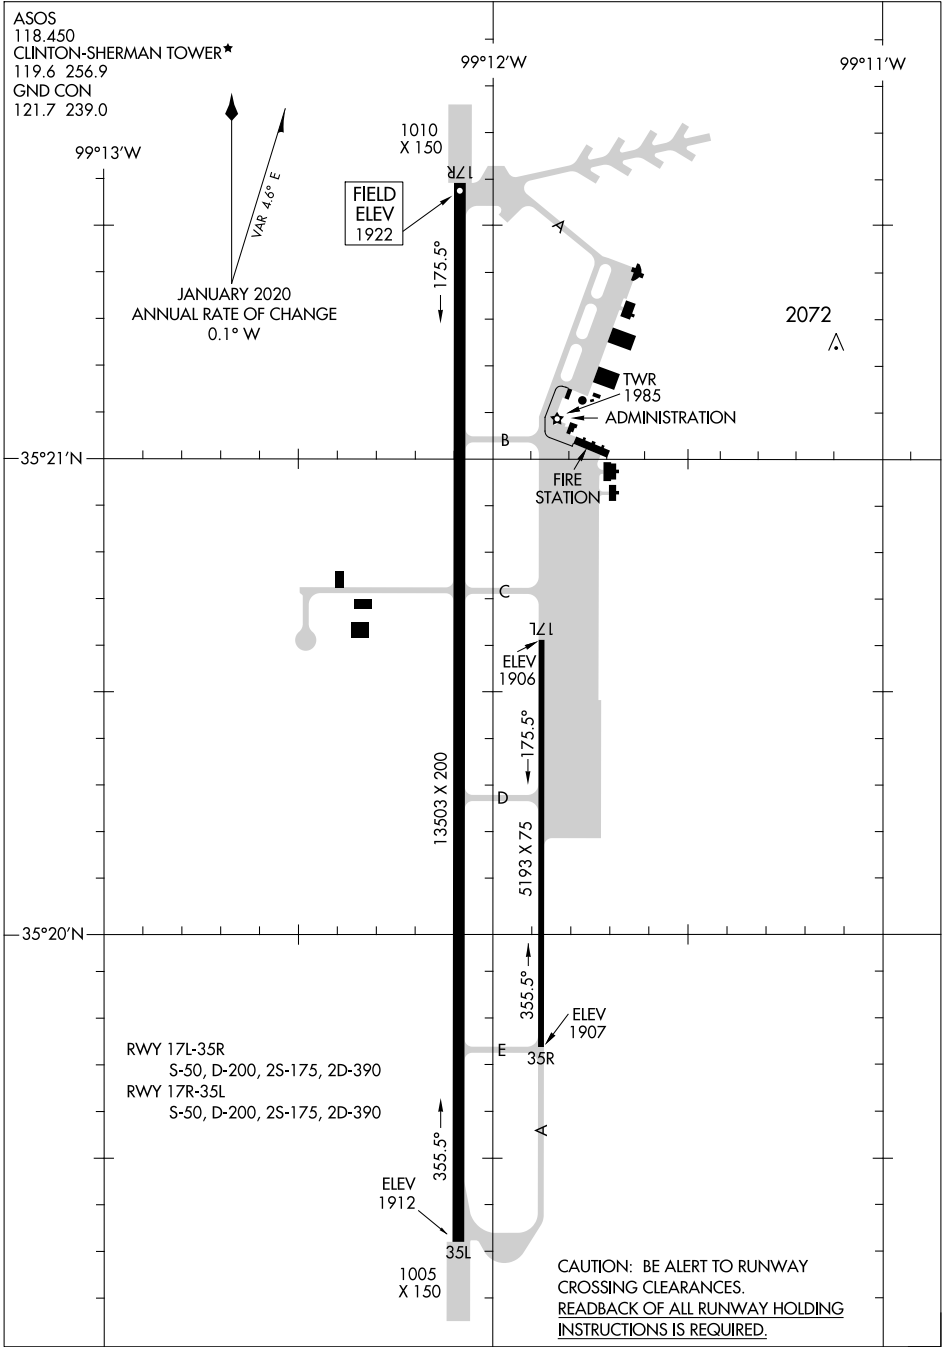 ASOS
118.450
CLINTON-SHERMAN TOWER★
119.6 256.9
GND CON
121.7 239.0
99°13'W
99°12'W
99°11'W
VAR 4.6° E
JANUARY 2020
ANNUAL RATE OF CHANGE
0.1° W
1010
X 150
17R
FIELD
ELEV
1922
175.5°
A
2072
TWR
1985
ADMINISTRATION
B
35°21'N
FIRE
STATION
C
17L
ELEV
1906
175.5°
13503 X 200
D
5193 X 75
35°20'N
355.5°
ELEV
1907
E
35R
RWY 17L-35R
S-50, D-200, 2S-175, 2D-390
RWY 17R-35L
S-50, D-200, 2S-175, 2D-390
355.5°
A
ELEV
1912
35L
1005
X 150
CAUTION: BE ALERT TO RUNWAY
CROSSING CLEARANCES.
READBACK OF ALL RUNWAY HOLDING
INSTRUCTIONS IS REQUIRED.